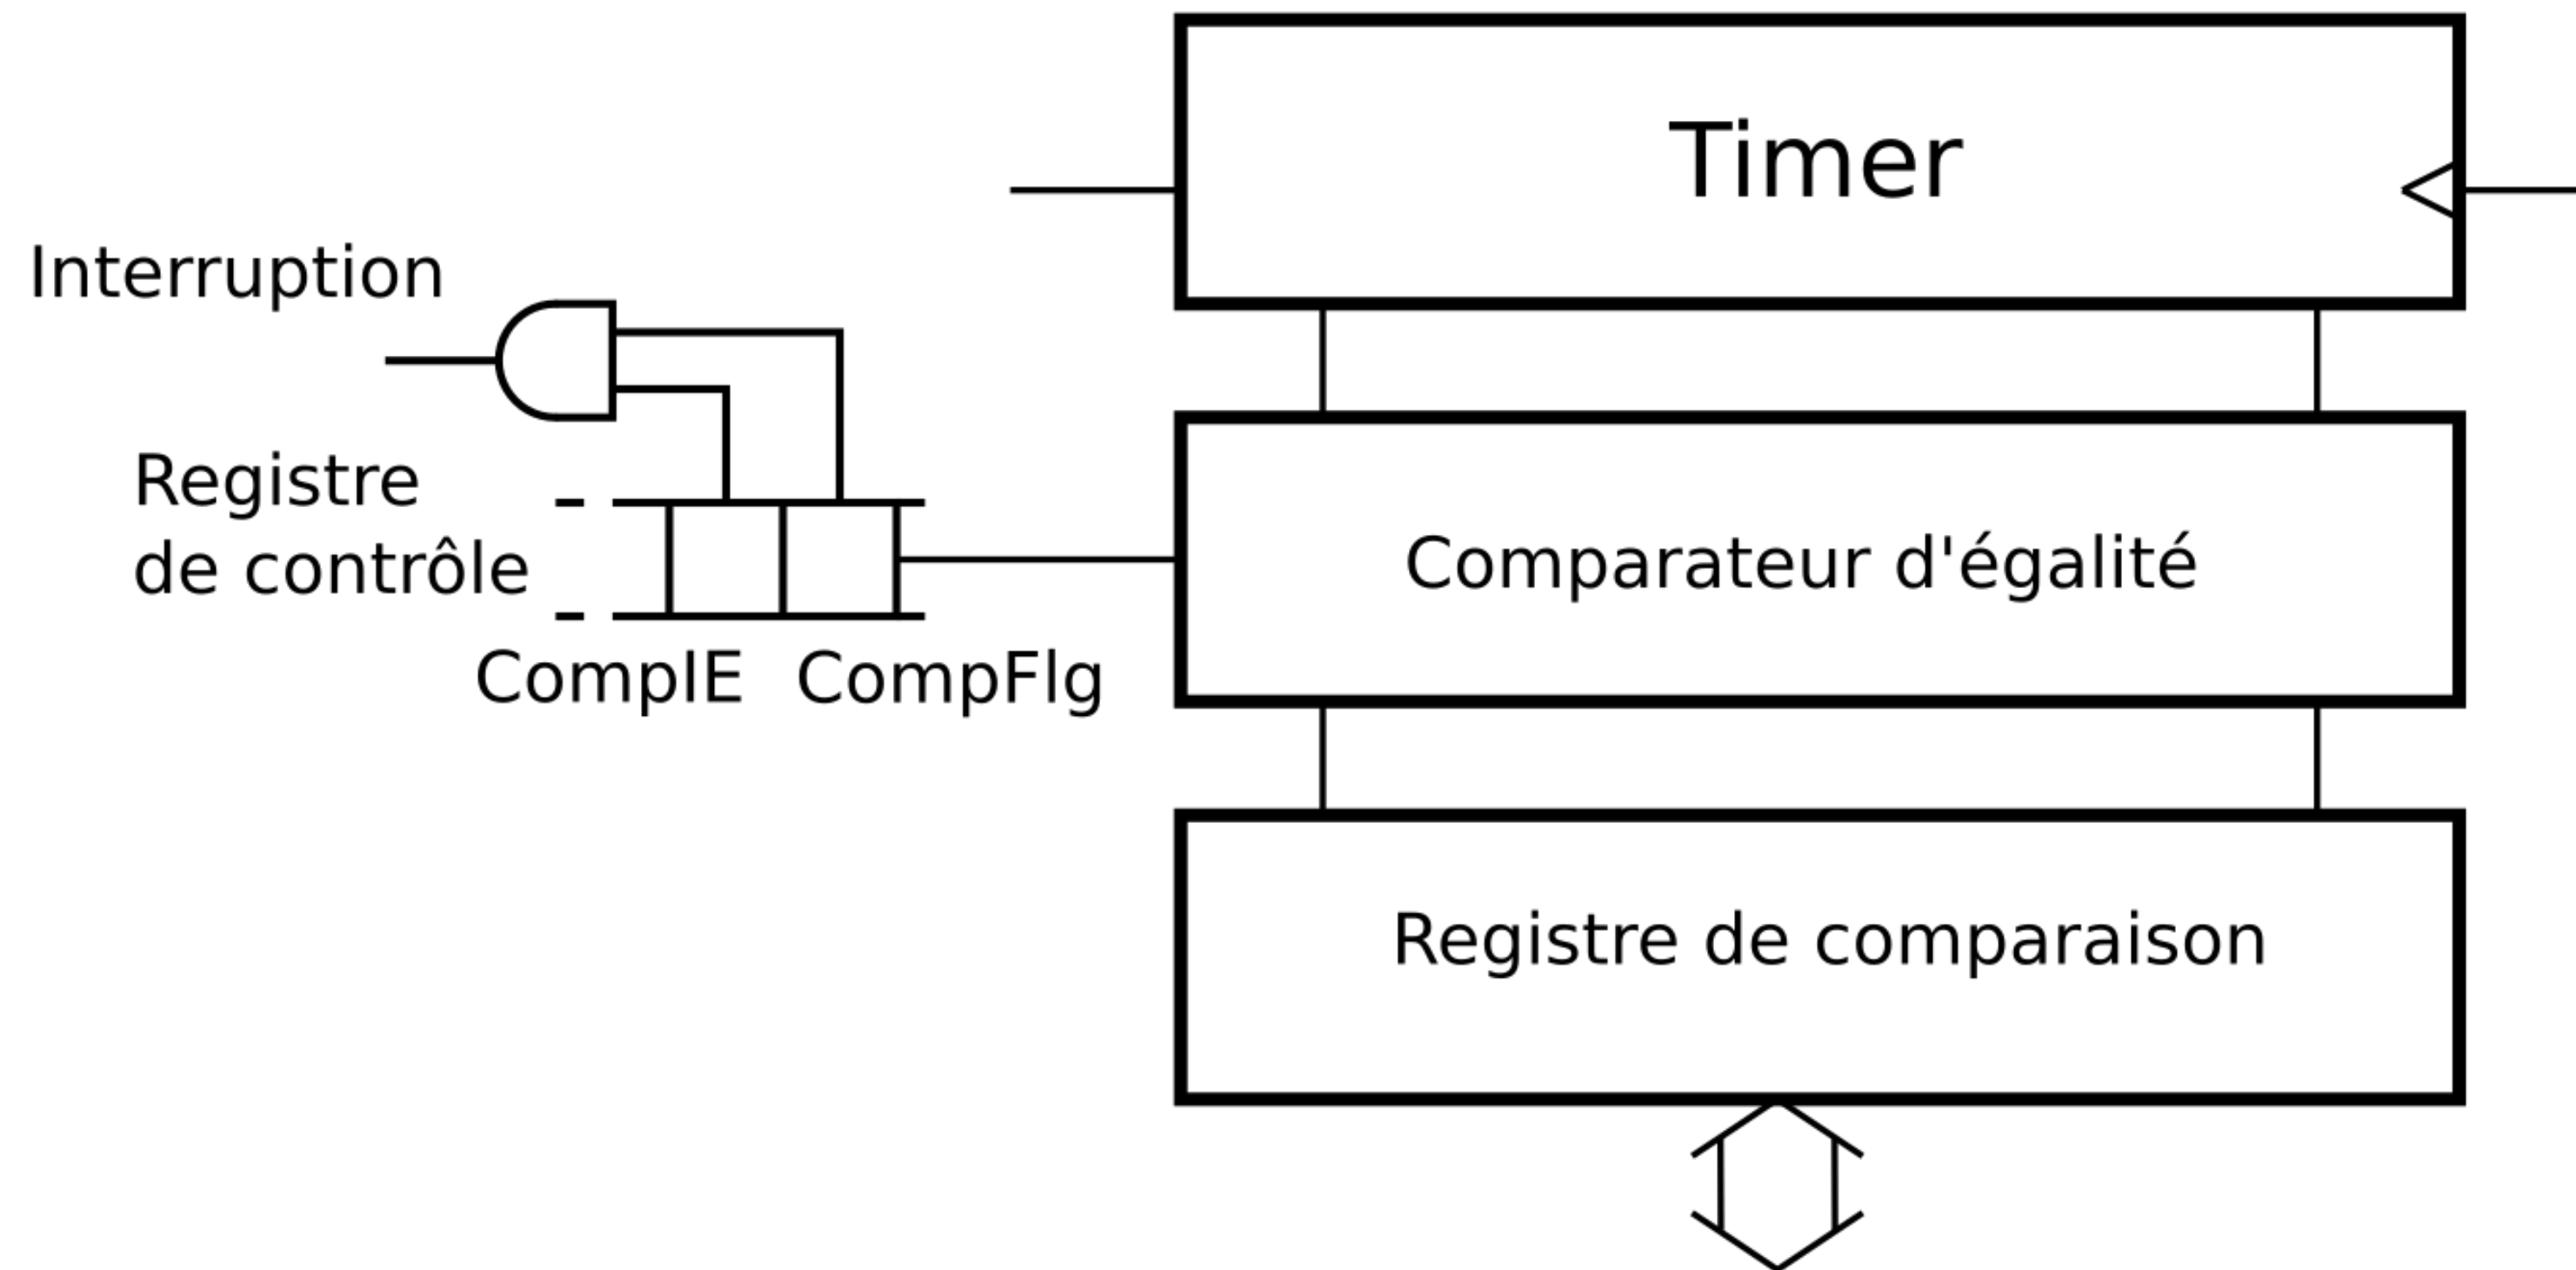 Timer
Interruption
Registre
de contrôle
Comparateur d'égalité
CompIE
CompFlg
Registre de comparaison